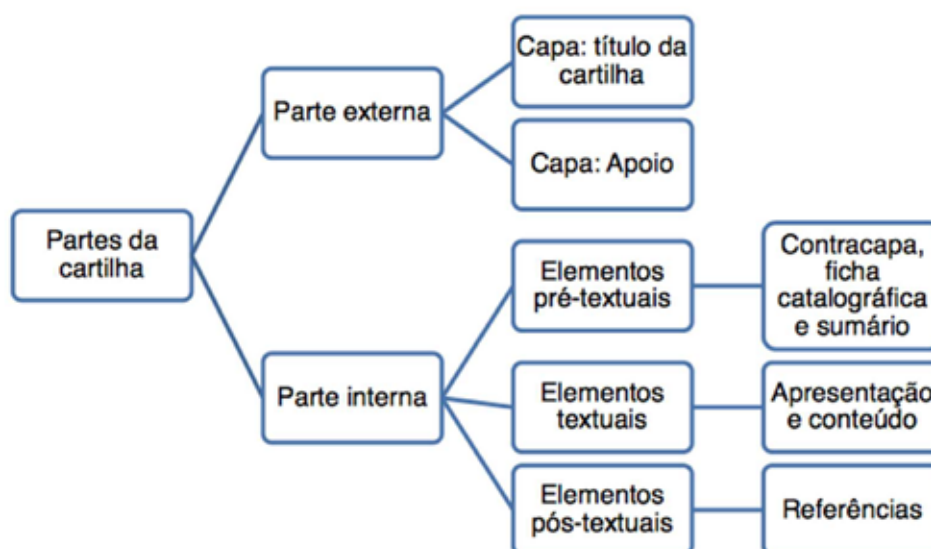 Partes da
cartilha
Parte externa
Capa: título da
cartilha
Capa: Apoio
Parte interna
Elementos
pré-textuais
Contracapa,
ficha
catalográfica
e sumário
Elementos
textuais
Apresentação
e conteúdo
Elementos
pós-textuais
Referências